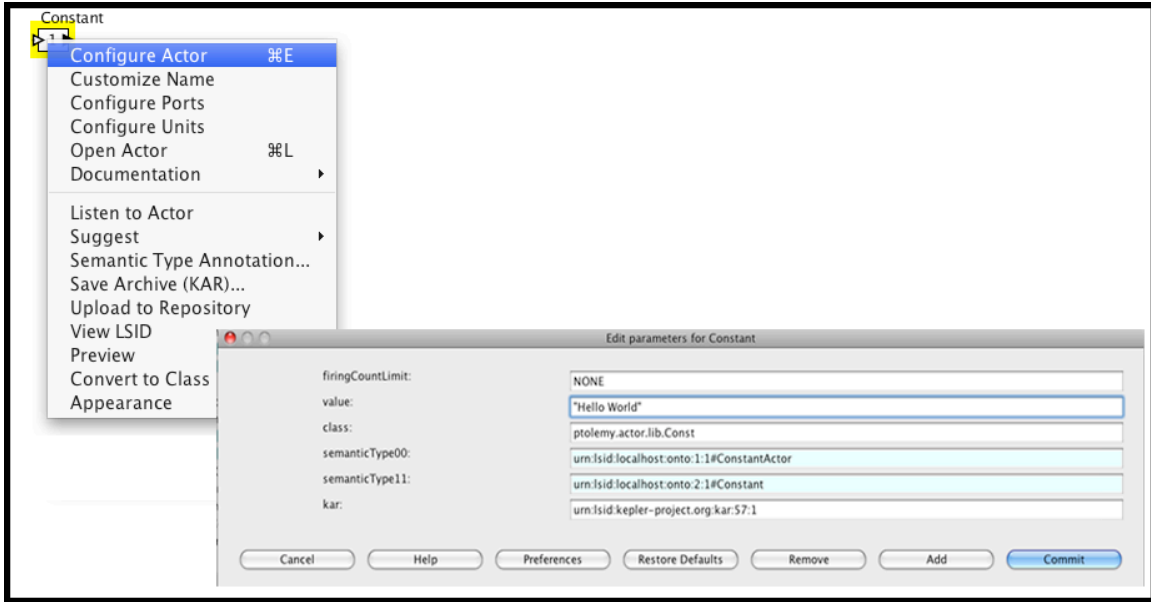 Constant
1
Configure Actor ⌘E
Customize Name
Configure Ports
Configure Units
Open Actor ⌘L
Documentation
Listen to Actor
Suggest
Semantic Type Annotation...
Save Archive (KAR)...
Upload to Repository
View LSID
Preview
Convert to Class
Appearance
Edit parameters for Constant
firingCountLimit: NONE
value: "Hello World"
class: ptolemy.actor.lib.Const
semanticType00: urn:lsid:localhost:onto:1:1#ConstantActor
semanticType11: urn:lsid:localhost:onto:2:1#Constant
kar: urn:lsid:kepler-project.org:kar:57:1
Cancel Help Preferences Restore Defaults Remove Add Commit